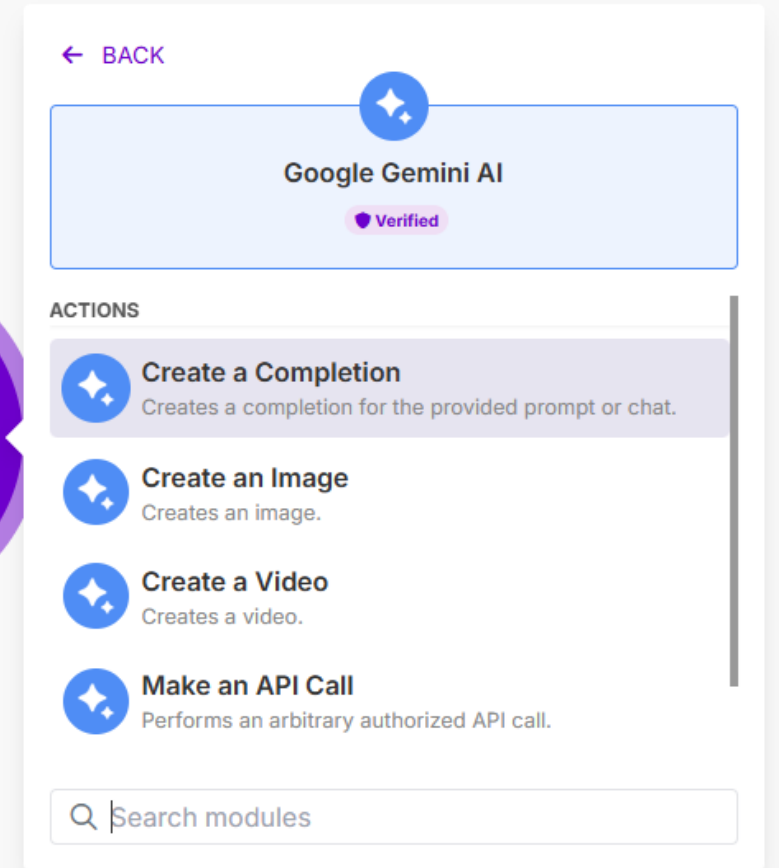 BACK
Google Gemini AI
Verified
ACTIONS
Create a Completion
Creates a completion for the provided prompt or chat.
Create an Image
Creates an image.
Create a Video
Creates a video.
Make an API Call
Performs an arbitrary authorized API call.
Search modules